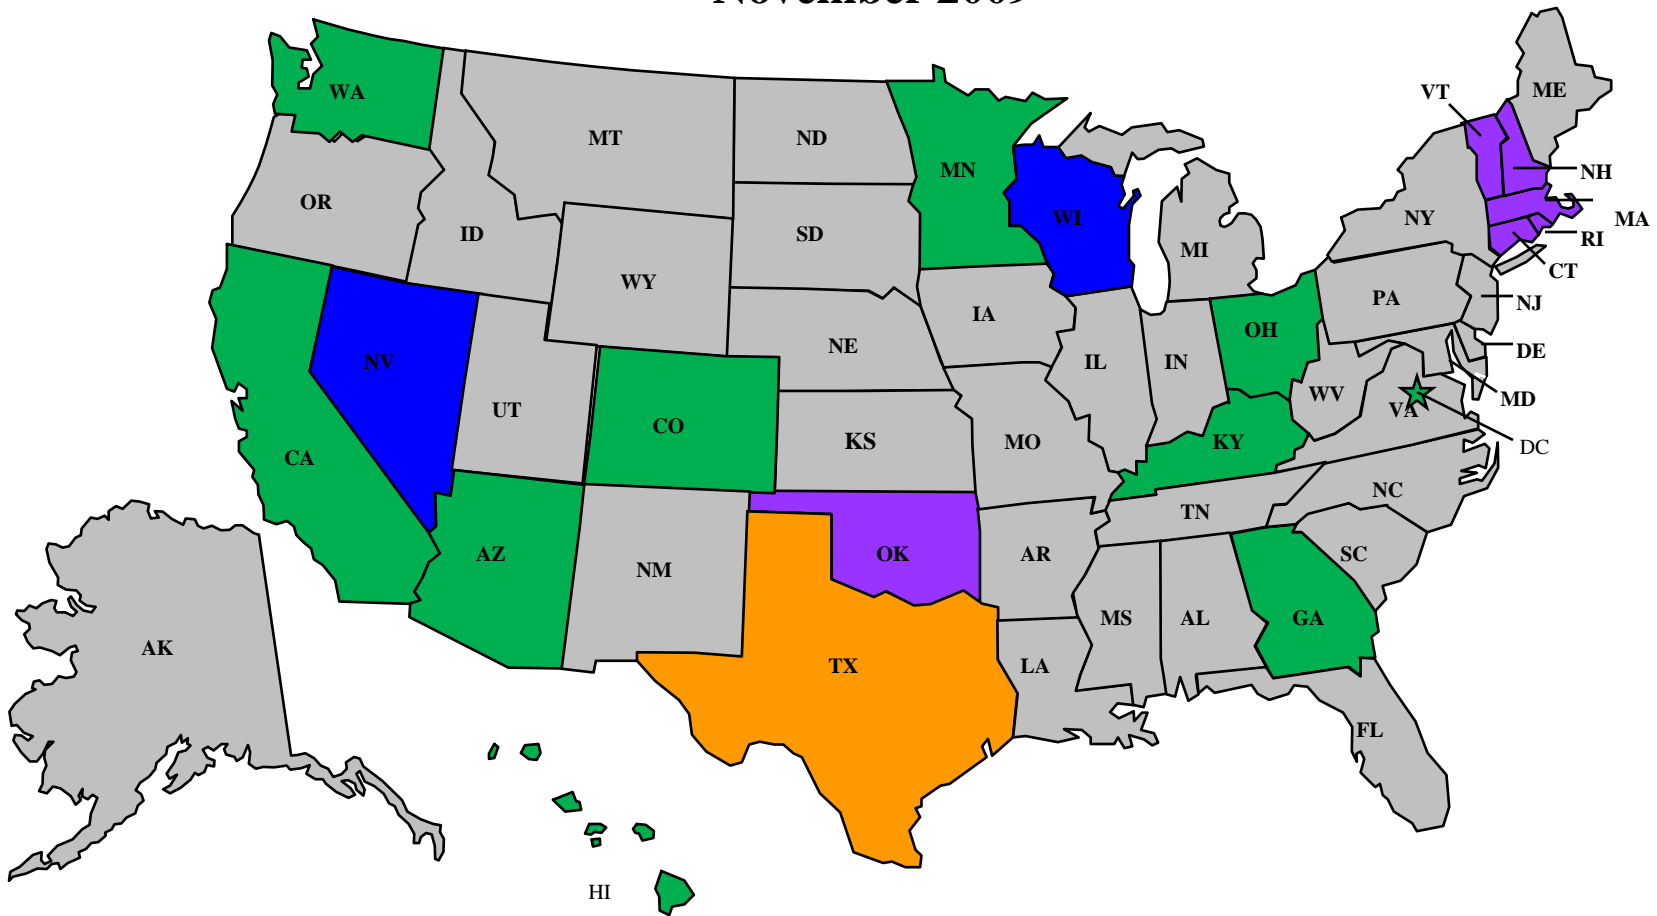 November 2009
WA
MT
ND
MN
VT
ME
OR
ID
WY
SD
WI
MI
NY
NH
MA
RI
CT
NV
UT
CO
NE
IA
IL
IN
OH
PA
NJ
DE
MD
DC
CA
KS
MO
KY
WV
VA
AZ
NM
OK
AR
TN
NC
SC
MS
AL
GA
AK
TX
LA
FL
HI